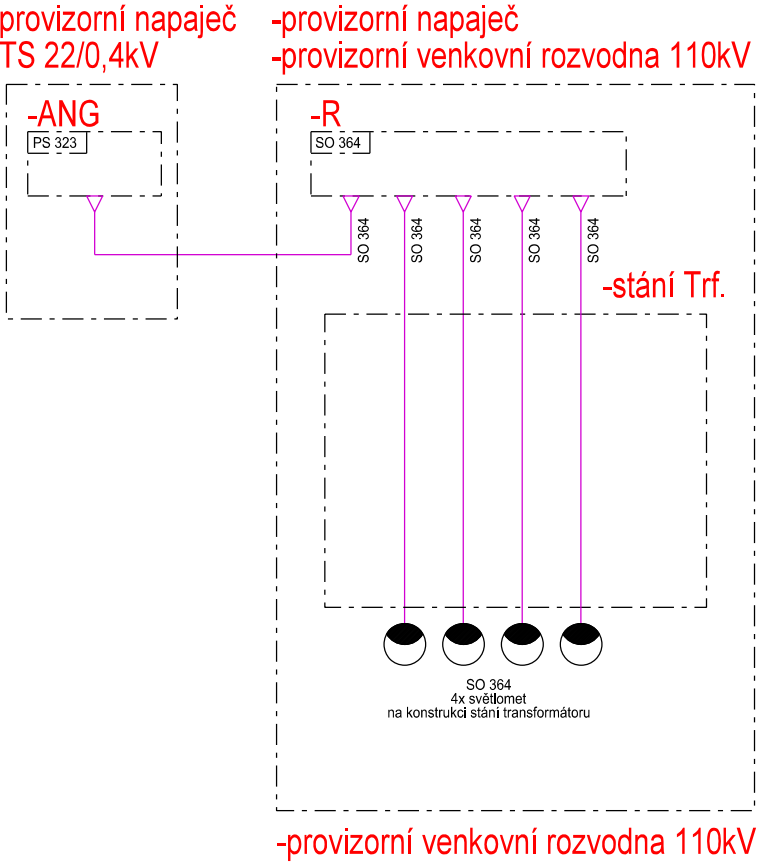 provizorní napaječ
TS 22/0,4kV
-provizorní napaječ
-provizorní venkovní rozvodna 110kV
-ANG
PS 323
-R
SO 364
SO 364
SO 364
SO 364
SO 364
SO 364
-stání Trf.
SO 364
4x světlomet
na konstrukci stání transformátoru
-provizorní venkovní rozvodna 110kV